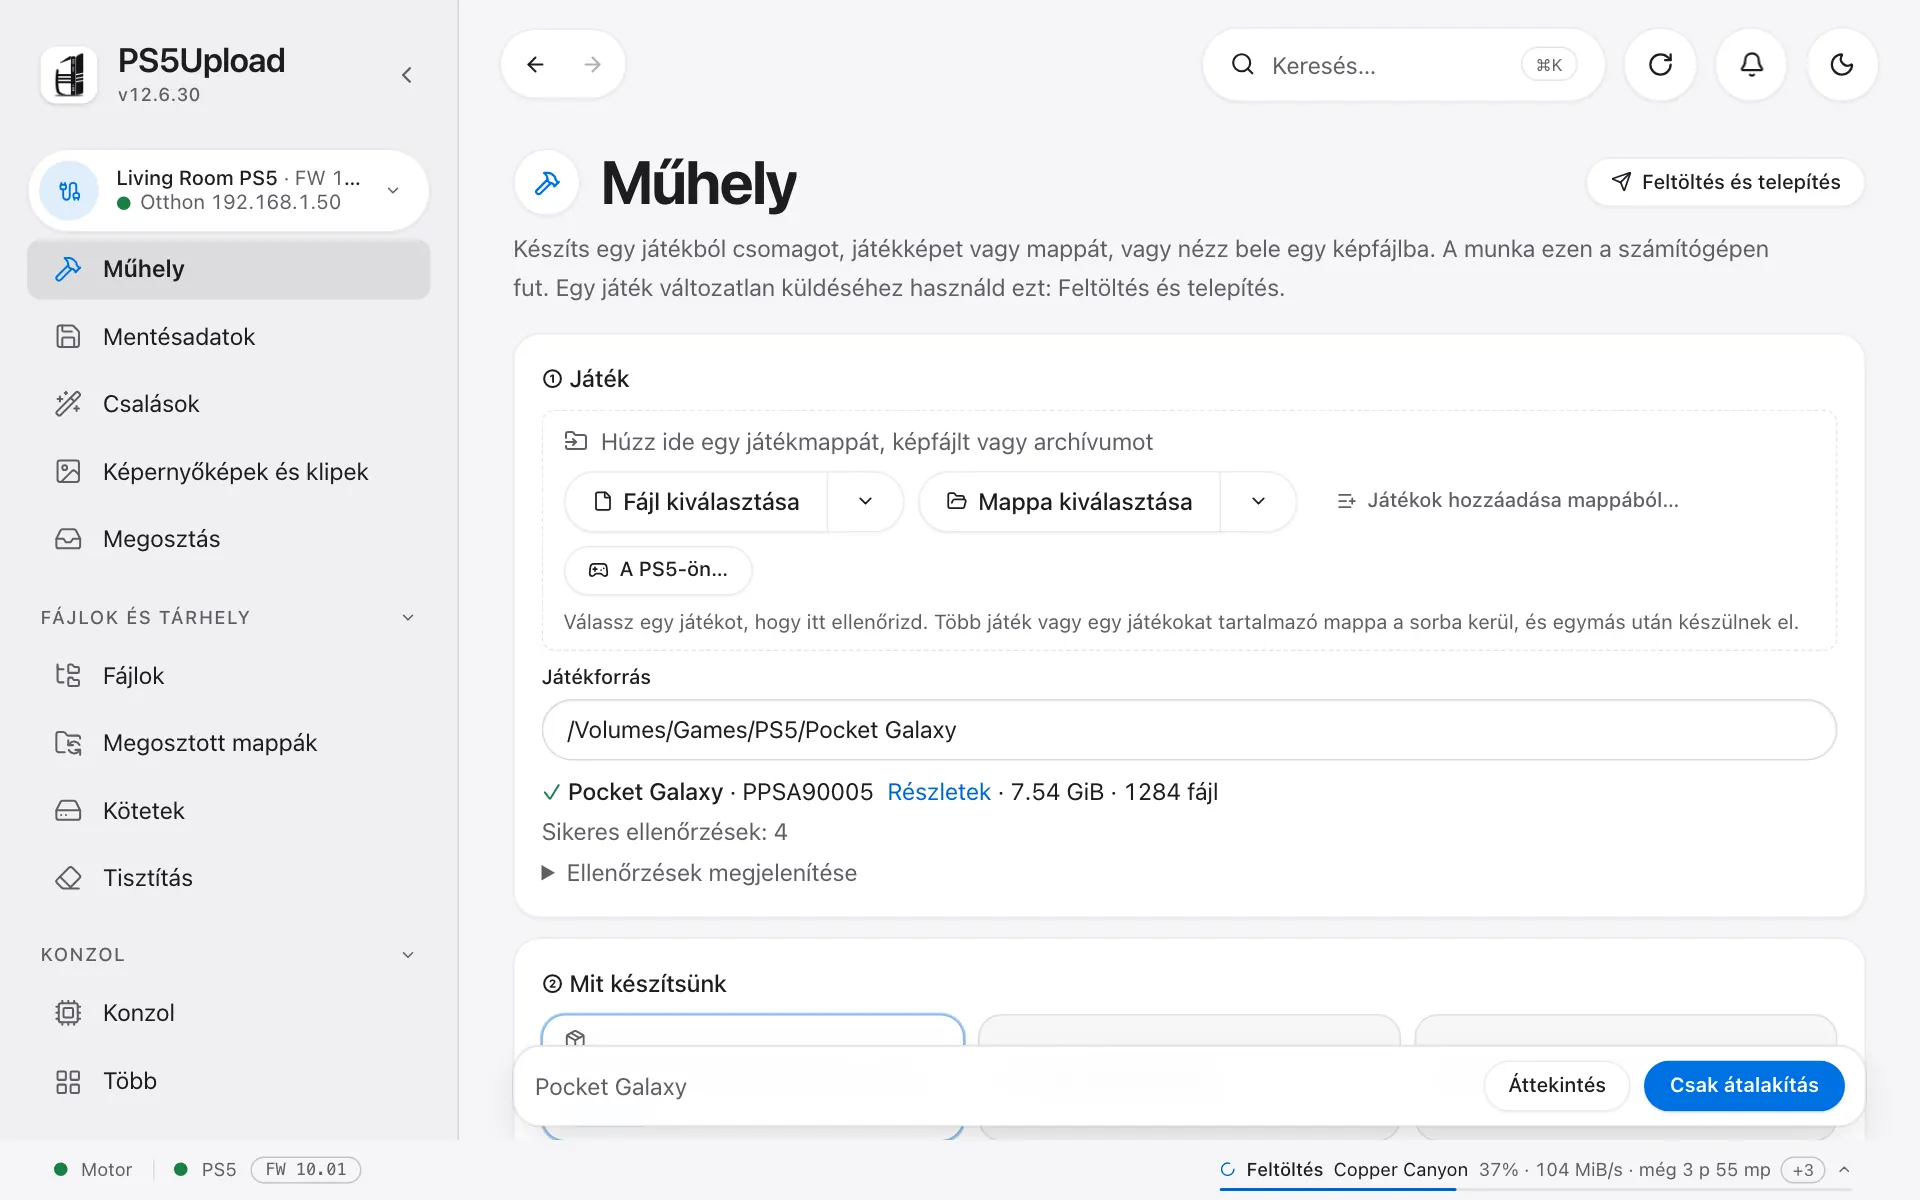 PS5Upload
v12.6.30
Living Room PS5 · FW 1...
Otthon 192.168.1.50
Műhely
Mentésadatok
Csalások
Képernyőképek és klipek
Megosztás
FÁJLOK ÉS TÁRHELY
Fájlok
Megosztott mappák
Kötetek
Tisztítás
KONZOL
Konzol
Több
Keresés...
⌘K
Műhely
Feltöltés és telepítés
Készíts egy játékból csomagot, játékképet vagy mappát, vagy nézz bele egy képfájlba. A munka ezen a számítógépen
fut. Egy játék változatlan küldéséhez használd ezt: Feltöltés és telepítés.
① Játék
Húzz ide egy játékmappát, képfájlt vagy archívumot
Fájl kiválasztása
Mappa kiválasztása
Játékok hozzáadása mappából...
A PS5-ön...
Válassz egy játékot, hogy itt ellenőrizd. Több játék vagy egy játékokat tartalmazó mappa a sorba kerül, és egymás után készülnek el.
Játékforrás
/Volumes/Games/PS5/Pocket Galaxy
Pocket Galaxy · PPSA90005 Részletek · 7.54 GiB · 1284 fájl
Sikeres ellenőrzések: 4
Ellenőrzések megjelenítése
② Mit készítsünk
Pocket Galaxy
Áttekintés
Csak átalakítás
Motor
PS5
FW 10.01
Feltöltés Copper Canyon 37% · 104 MiB/s · még 3 p 55 mp
+3